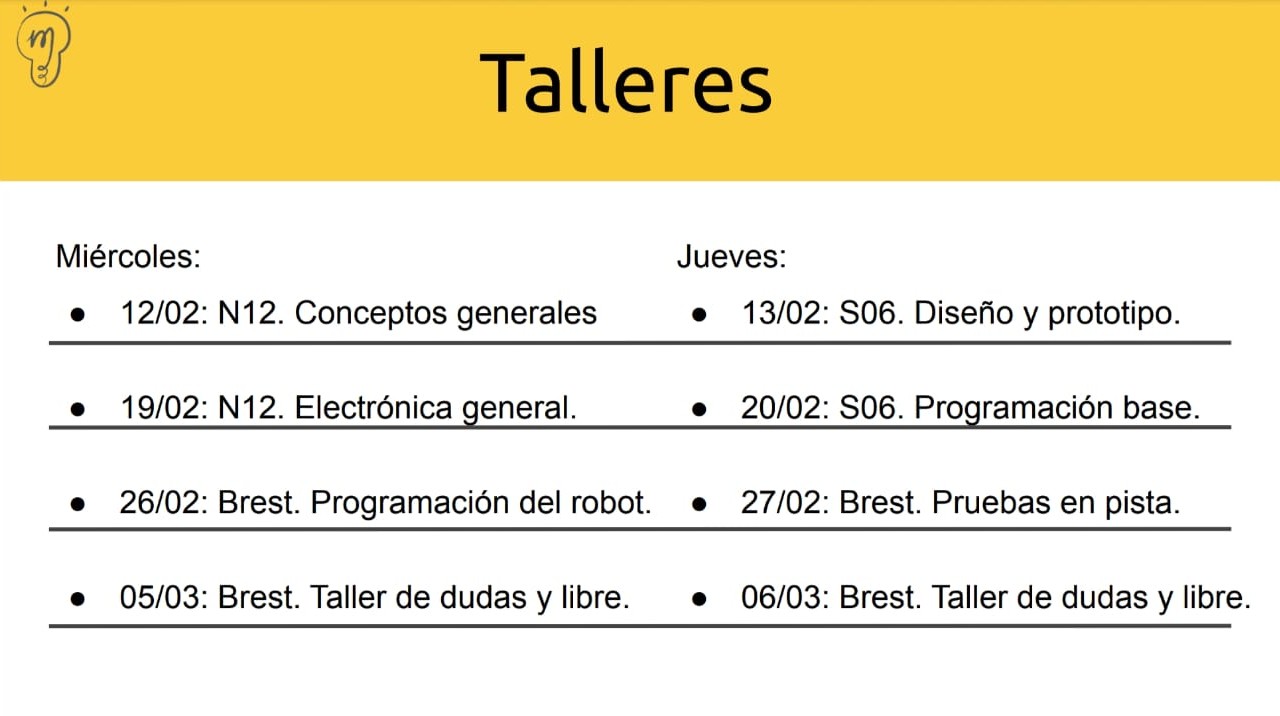 m
Talleres
Miércoles:
● 12/02: N12. Conceptos generales
● 19/02: N12. Electrónica general.
● 26/02: Brest. Programación del robot.
● 05/03: Brest. Taller de dudas y libre.
Jueves:
● 13/02: S06. Diseño y prototipo.
● 20/02: S06. Programación base.
● 27/02: Brest. Pruebas en pista.
● 06/03: Brest. Taller de dudas y libre.